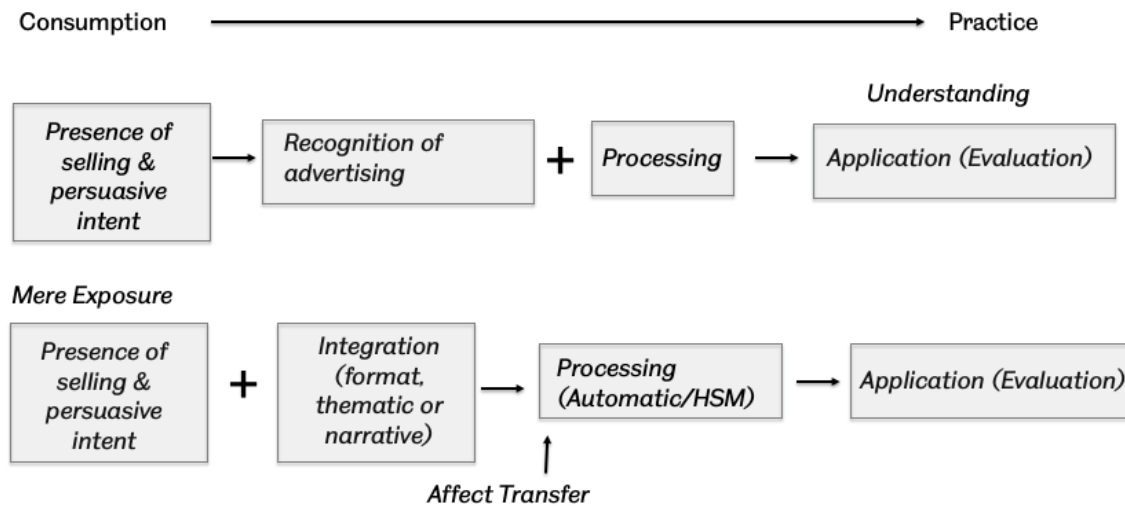 Consumption
Practice
Understanding
Presence of
selling &
persuasive
intent
Recognition of
advertising
+
Processing
Application (Evaluation)
Mere Exposure
Presence of
selling &
persuasive
intent
+
Integration
(format,
thematic or
narrative)
Processing
(Automatic/HSM)
Application (Evaluation)
Affect Transfer